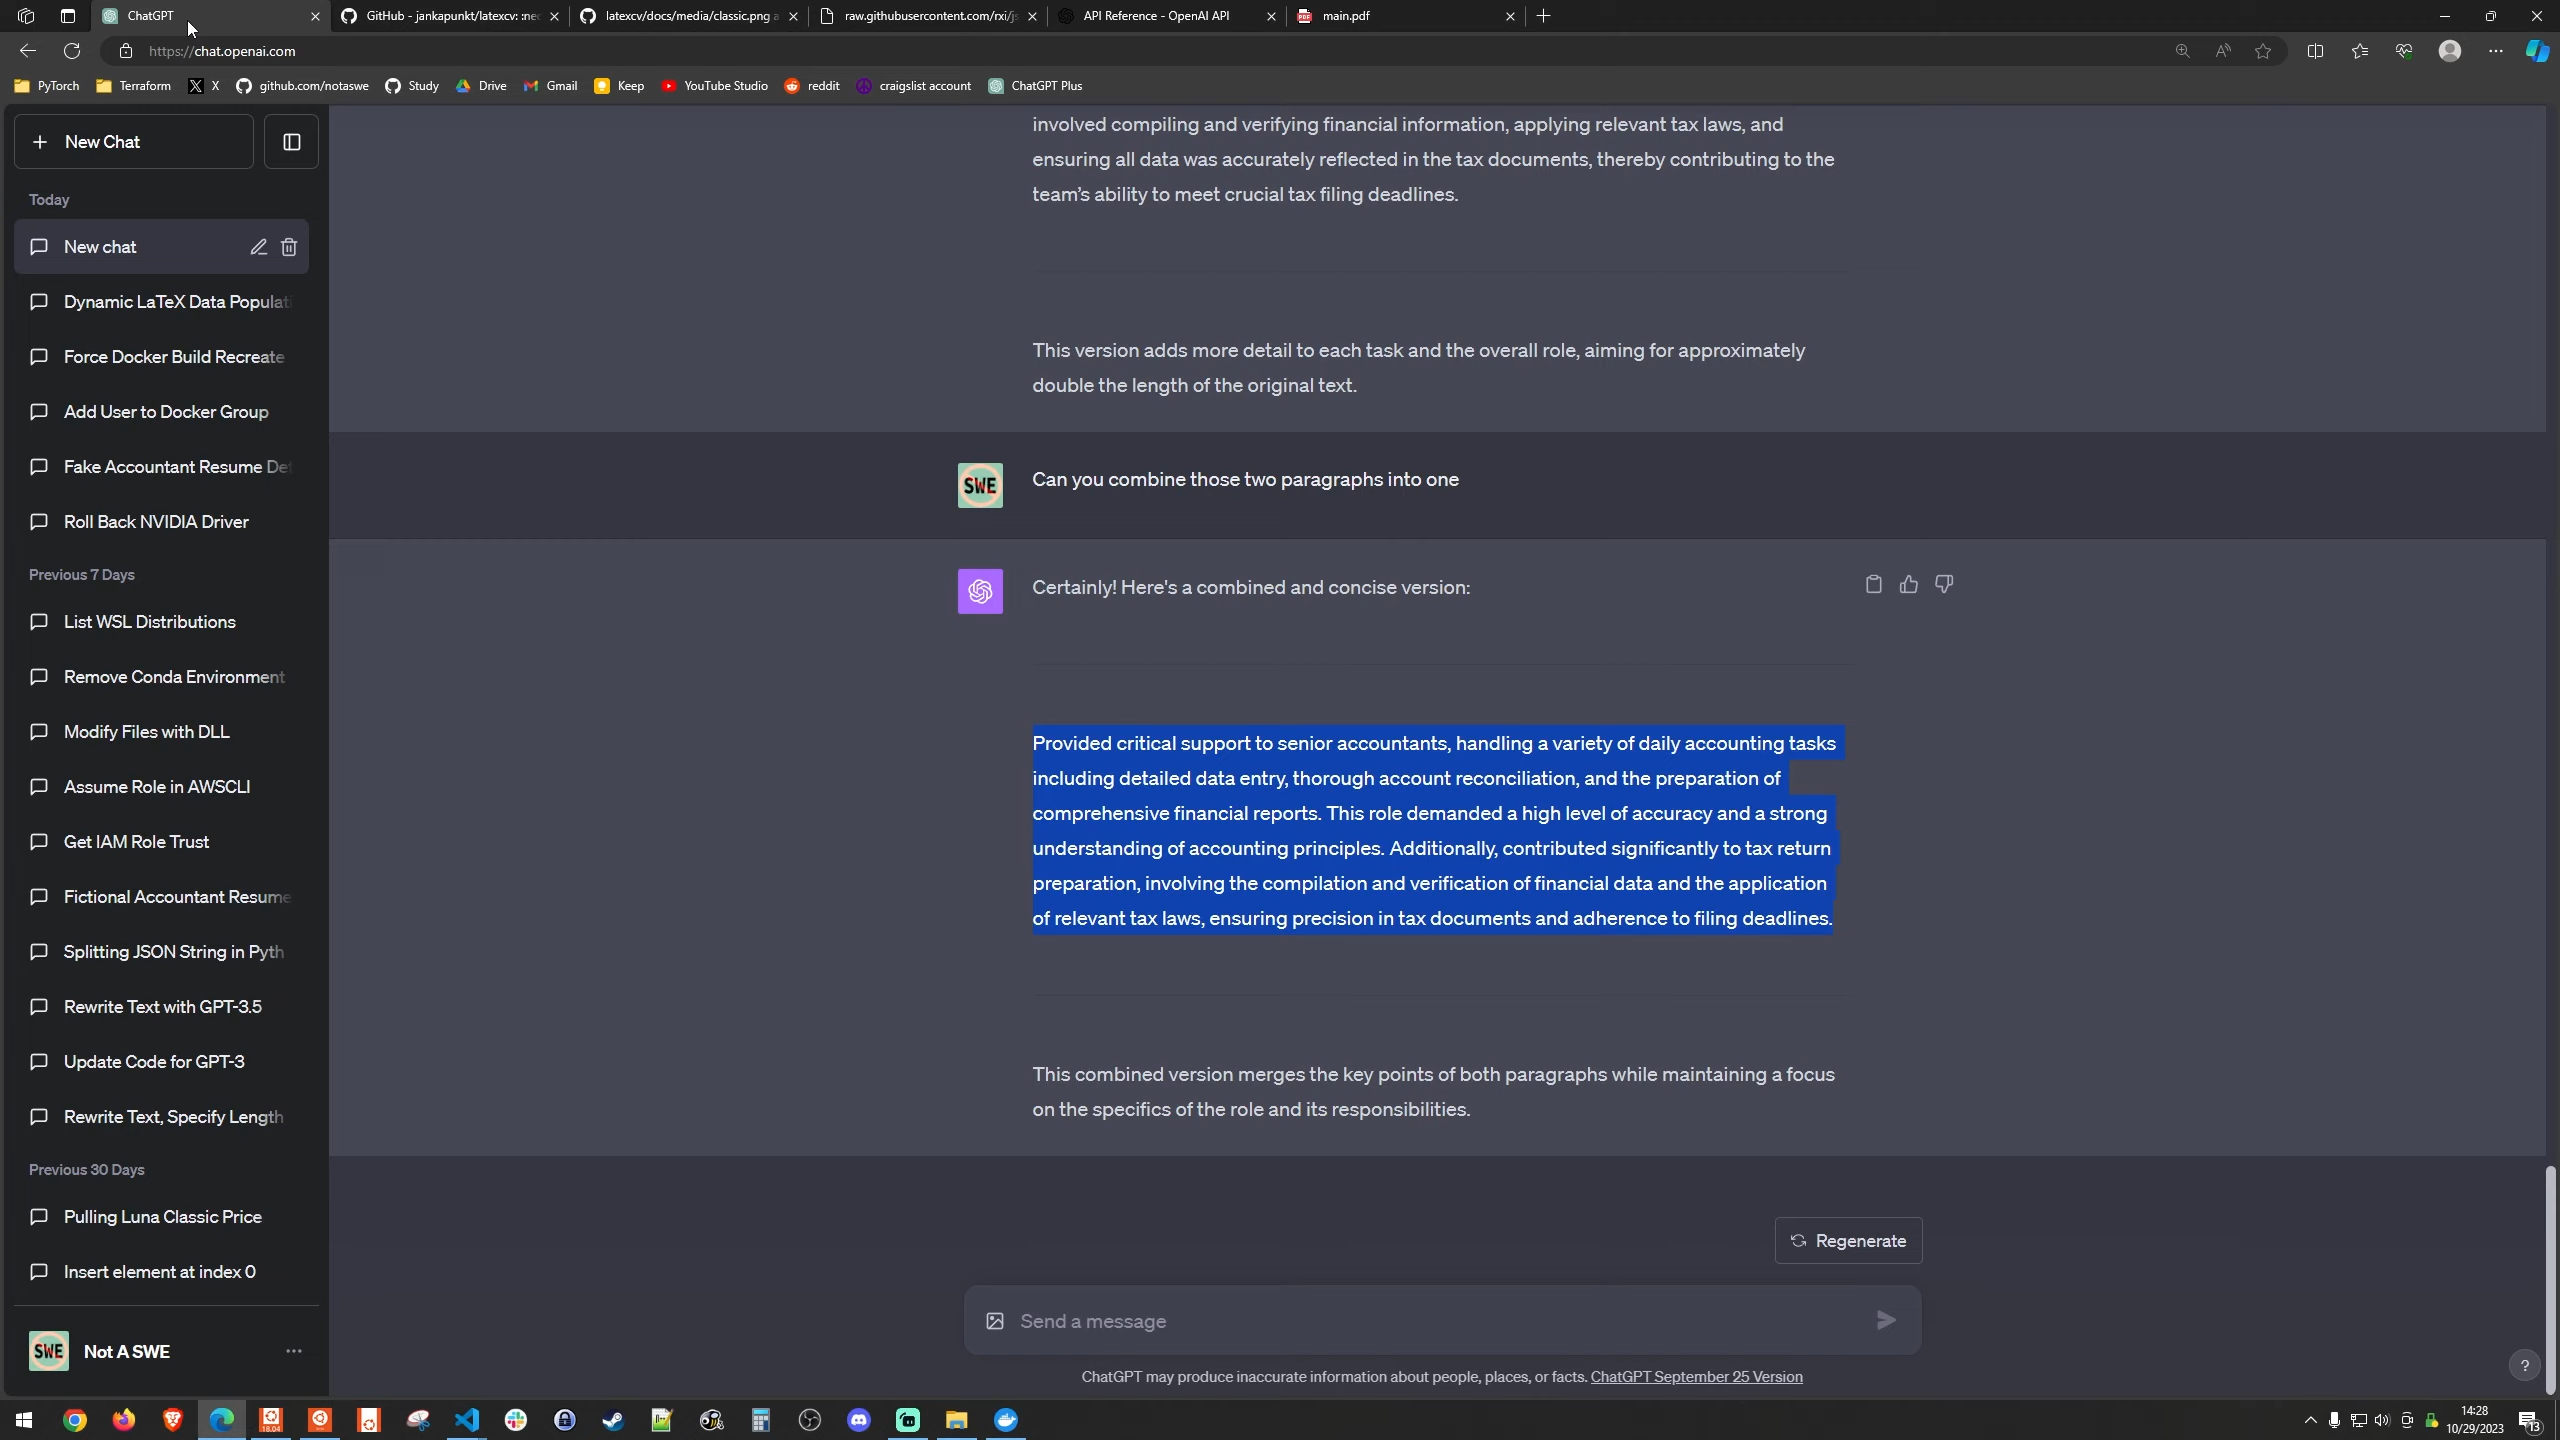 ChatGPT
GitHub - jankapunkt/latexcv: :nec
latexcv/docs/media/classic.png a
raw.githubusercontent.com/rxi/js
API Reference - OpenAI API
main.pdf
https://chat.openai.com
PyTorch
Terraform
X
github.com/notaswe
Study
Drive
Gmail
Keep
YouTube Studio
reddit
craigslist account
ChatGPT Plus
New Chat
Today
New chat
Dynamic LaTeX Data Populati
Force Docker Build Recreate
Add User to Docker Group
Fake Accountant Resume Det
Roll Back NVIDIA Driver
Previous 7 Days
List WSL Distributions
Remove Conda Environment
Modify Files with DLL
Assume Role in AWSCLI
Get IAM Role Trust
Fictional Accountant Resume
Splitting JSON String in Pyth
Rewrite Text with GPT-3.5
Update Code for GPT-3
Rewrite Text, Specify Length
Previous 30 Days
Pulling Luna Classic Price
Insert element at index 0
SWE
Not A SWE
involved compiling and verifying financial information, applying relevant tax laws, and
ensuring all data was accurately reflected in the tax documents, thereby contributing to the
team's ability to meet crucial tax filing deadlines.
This version adds more detail to each task and the overall role, aiming for approximately
double the length of the original text.
SWE
Can you combine those two paragraphs into one
Certainly! Here's a combined and concise version:
Provided critical support to senior accountants, handling a variety of daily accounting tasks
including detailed data entry, thorough account reconciliation, and the preparation of
comprehensive financial reports. This role demanded a high level of accuracy and a strong
understanding of accounting principles. Additionally, contributed significantly to tax return
preparation, involving the compilation and verification of financial data and the application
of relevant tax laws, ensuring precision in tax documents and adherence to filing deadlines.
This combined version merges the key points of both paragraphs while maintaining a focus
on the specifics of the role and its responsibilities.
Regenerate
Send a message
ChatGPT may produce inaccurate information about people, places, or facts. ChatGPT September 25 Version
?
18.04
14:28
10/29/2023
13